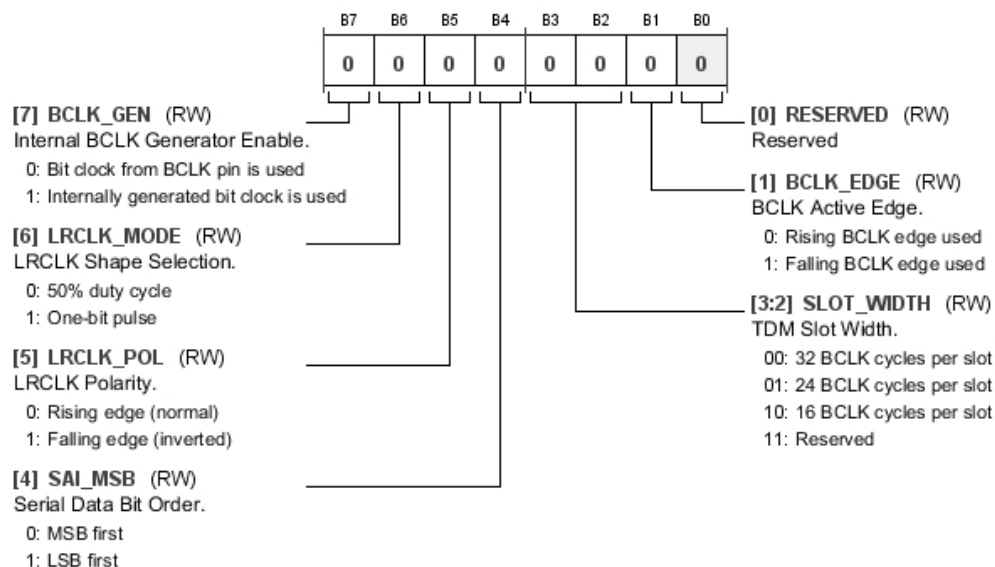 B7 B6 B5 B4 B3 B2 B1 B0
0 0 0 0 0 0 0 0
[7] BCLK_GEN (RW)
Internal BCLK Generator Enable.
0: Bit clock from BCLK pin is used
1: Internally generated bit clock is used
[6] LRCLK_MODE (RW)
LRCLK Shape Selection.
0: 50% duty cycle
1: One-bit pulse
[5] LRCLK_POL (RW)
LRCLK Polarity.
0: Rising edge (normal)
1: Falling edge (inverted)
[4] SAI_MSB (RW)
Serial Data Bit Order.
0: MSB first
1: LSB first
[0] RESERVED (RW)
Reserved
[1] BCLK_EDGE (RW)
BCLK Active Edge.
0: Rising BCLK edge used
1: Falling BCLK edge used
[3:2] SLOT_WIDTH (RW)
TDM Slot Width.
00: 32 BCLK cycles per slot
01: 24 BCLK cycles per slot
10: 16 BCLK cycles per slot
11: Reserved